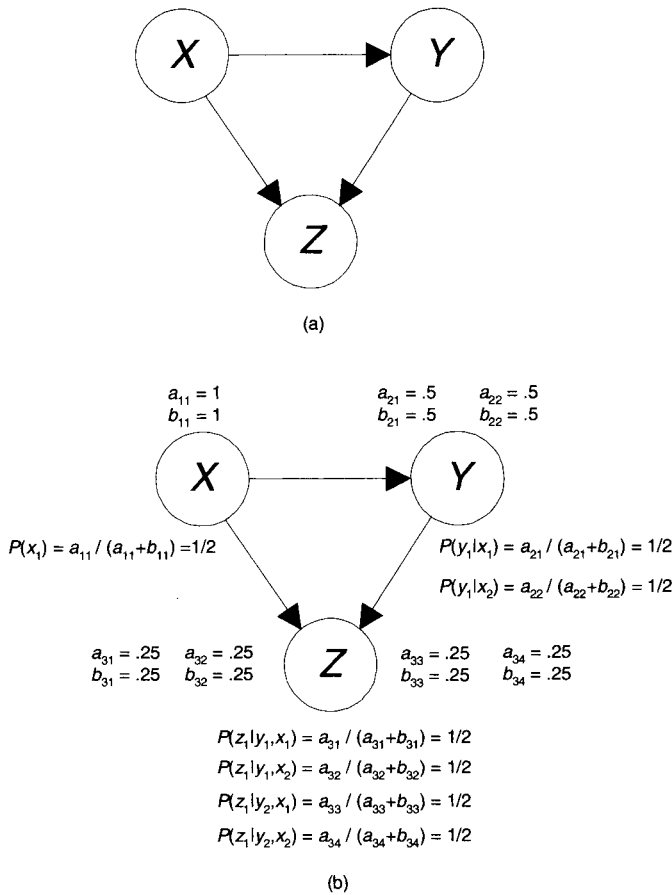 X Y
Z
(a)
a₁₁ = 1 a₂₁ = .5 a₂₂ = .5
b₁₁ = 1 b₂₁ = .5 b₂₂ = .5
X Y
P(x₁) = a₁₁ / (a₁₁+b₁₁) =1/2 P(y₁|x₁) = a₂₁ / (a₂₁+b₂₁) = 1/2
P(y₁|x₂) = a₂₂ / (a₂₂+b₂₂) = 1/2
a₃₁ = .25 a₃₂ = .25 Z a₃₃ = .25 a₃₄ = .25
b₃₁ = .25 b₃₂ = .25 b₃₃ = .25 b₃₄ = .25
P(z₁|y₁,x₁) = a₃₁ / (a₃₁+b₃₁) = 1/2
P(z₁|y₁,x₂) = a₃₂ / (a₃₂+b₃₂) = 1/2
P(z₁|y₂,x₁) = a₃₃ / (a₃₃+b₃₃) = 1/2
P(z₁|y₂,x₂) = a₃₄ / (a₃₄+b₃₄) = 1/2
(b)